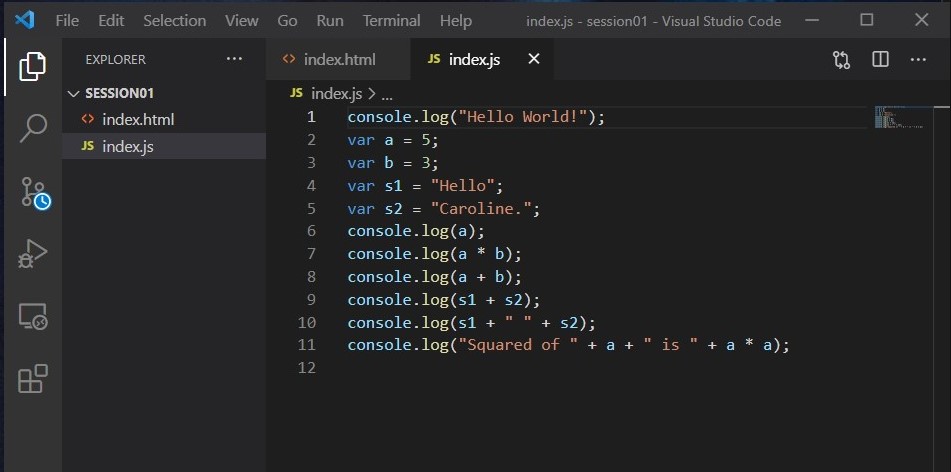 File Edit Selection View Go Run Terminal Help index.js - session01 - Visual Studio Code
EXPLORER ...
index.html
JS index.js
SESSION01
index.html
JS index.js
JS index.js > ...
1 console.log("Hello World!");
2 var a = 5;
3 var b = 3;
4 var s1 = "Hello";
5 var s2 = "Caroline.";
6 console.log(a);
7 console.log(a * b);
8 console.log(a + b);
9 console.log(s1 + s2);
10 console.log(s1 + " " + s2);
11 console.log("Squared of " + a + " is " + a * a);
12